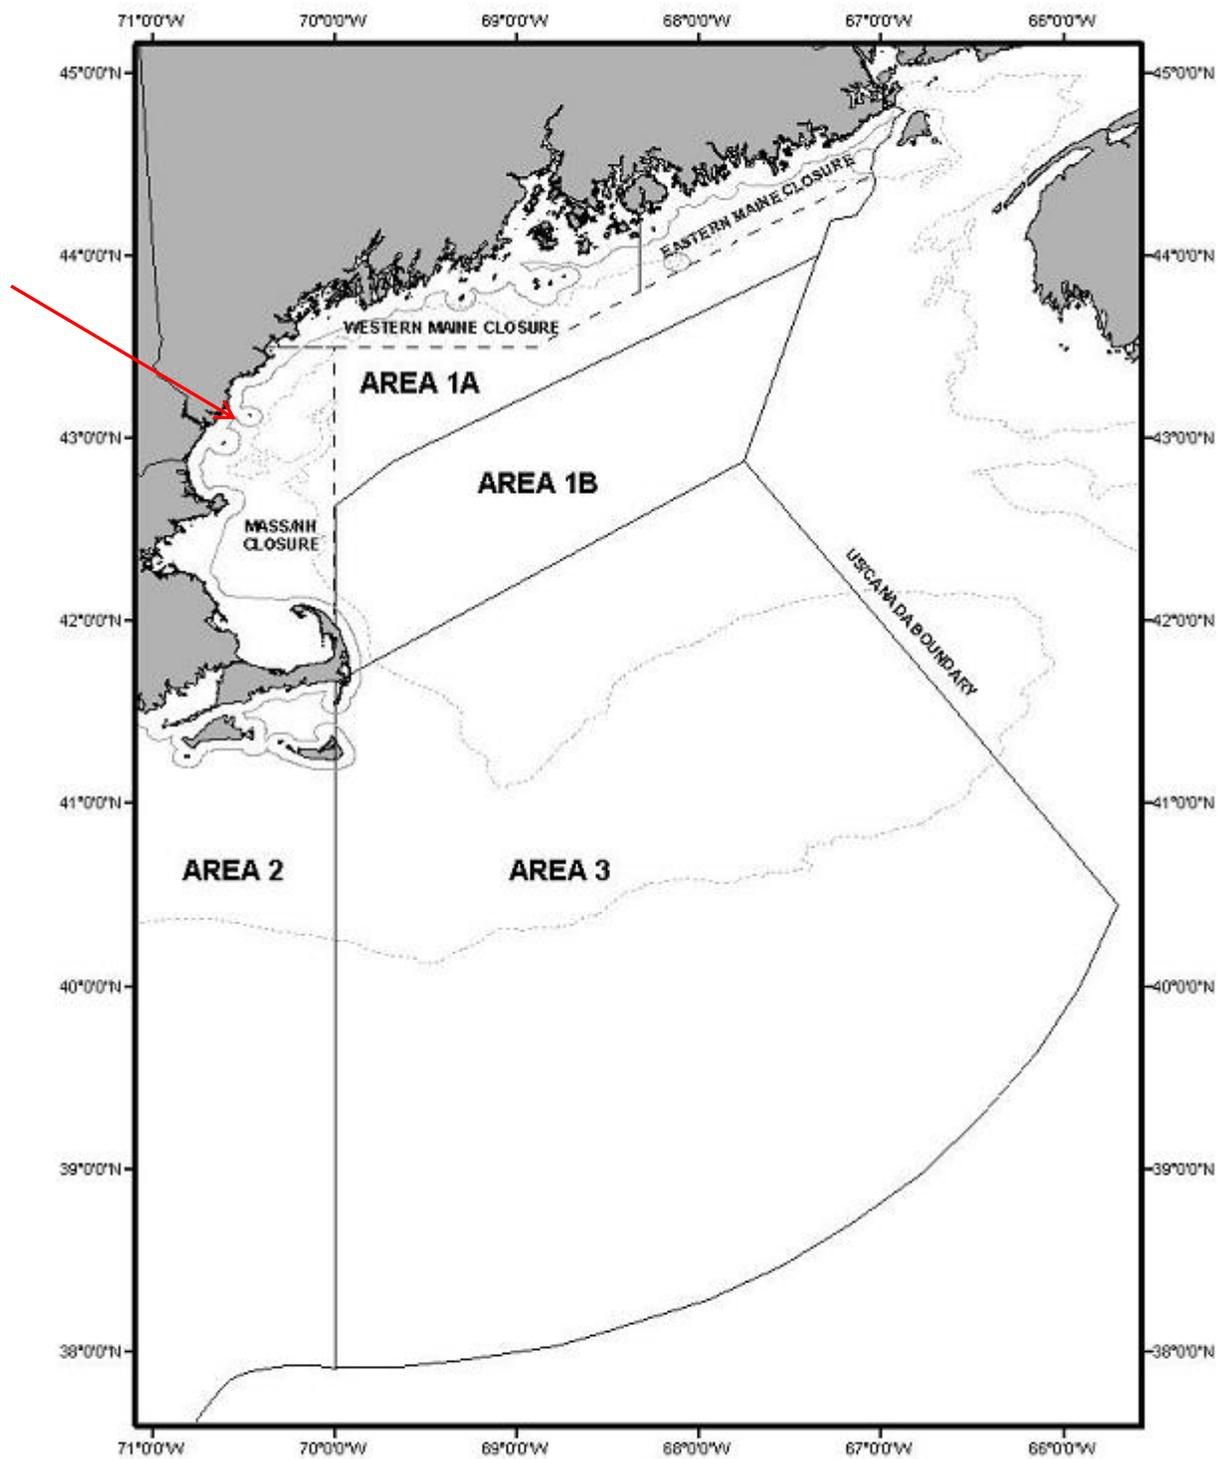 71°0'0"W 70°0'0"W 69°0'0"W 68°0'0"W 67°0'0"W 66°0'0"W
45°0'0"N 45°0'0"N
EASTERN MAINE CLOSURE
44°0'0"N 44°0'0"N
WESTERN MAINE CLOSURE
AREA 1A
43°0'0"N 43°0'0"N
AREA 1B
MASS/NH
CLOSURE
US/CANADA BOUNDARY
42°0'0"N 42°0'0"N
41°0'0"N 41°0'0"N
AREA 2 AREA 3
40°0'0"N 40°0'0"N
39°0'0"N 39°0'0"N
38°0'0"N 38°0'0"N
71°0'0"W 70°0'0"W 69°0'0"W 68°0'0"W 67°0'0"W 66°0'0"W